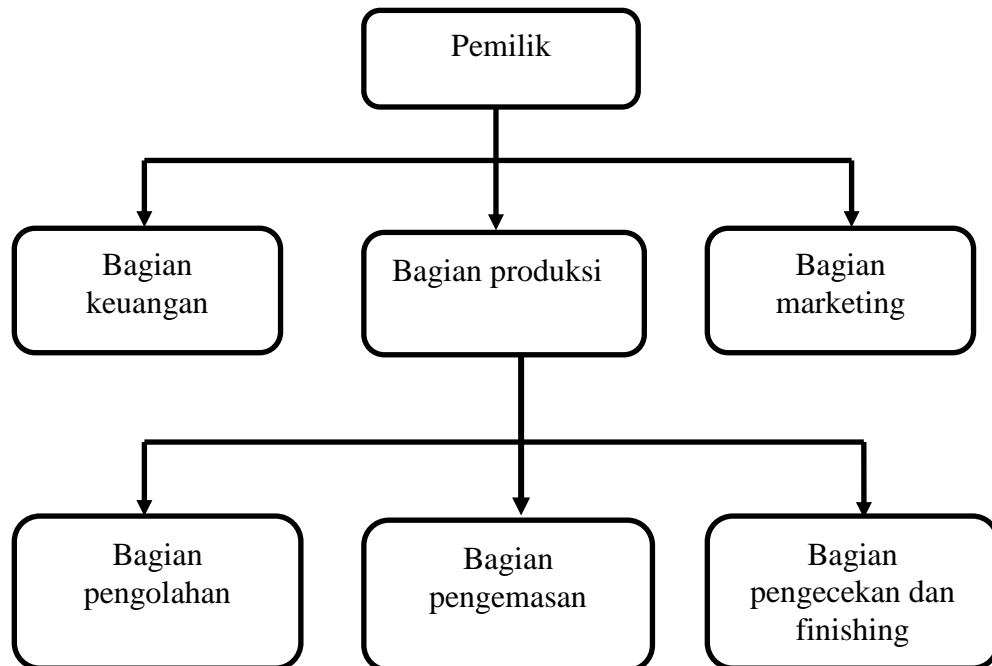 Pemilik
Bagian
keuangan
Bagian produksi
Bagian
marketing
Bagian
pengolahan
Bagian
pengemasan
Bagian
pengecekan dan
finishing